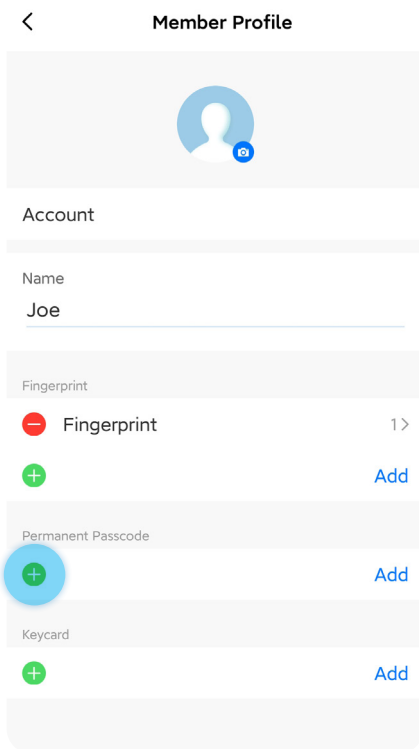 Member Profile
Account
Name
Joe
Fingerprint
Fingerprint 1
Add
Permanent Passcode
Add
Keycard
Add